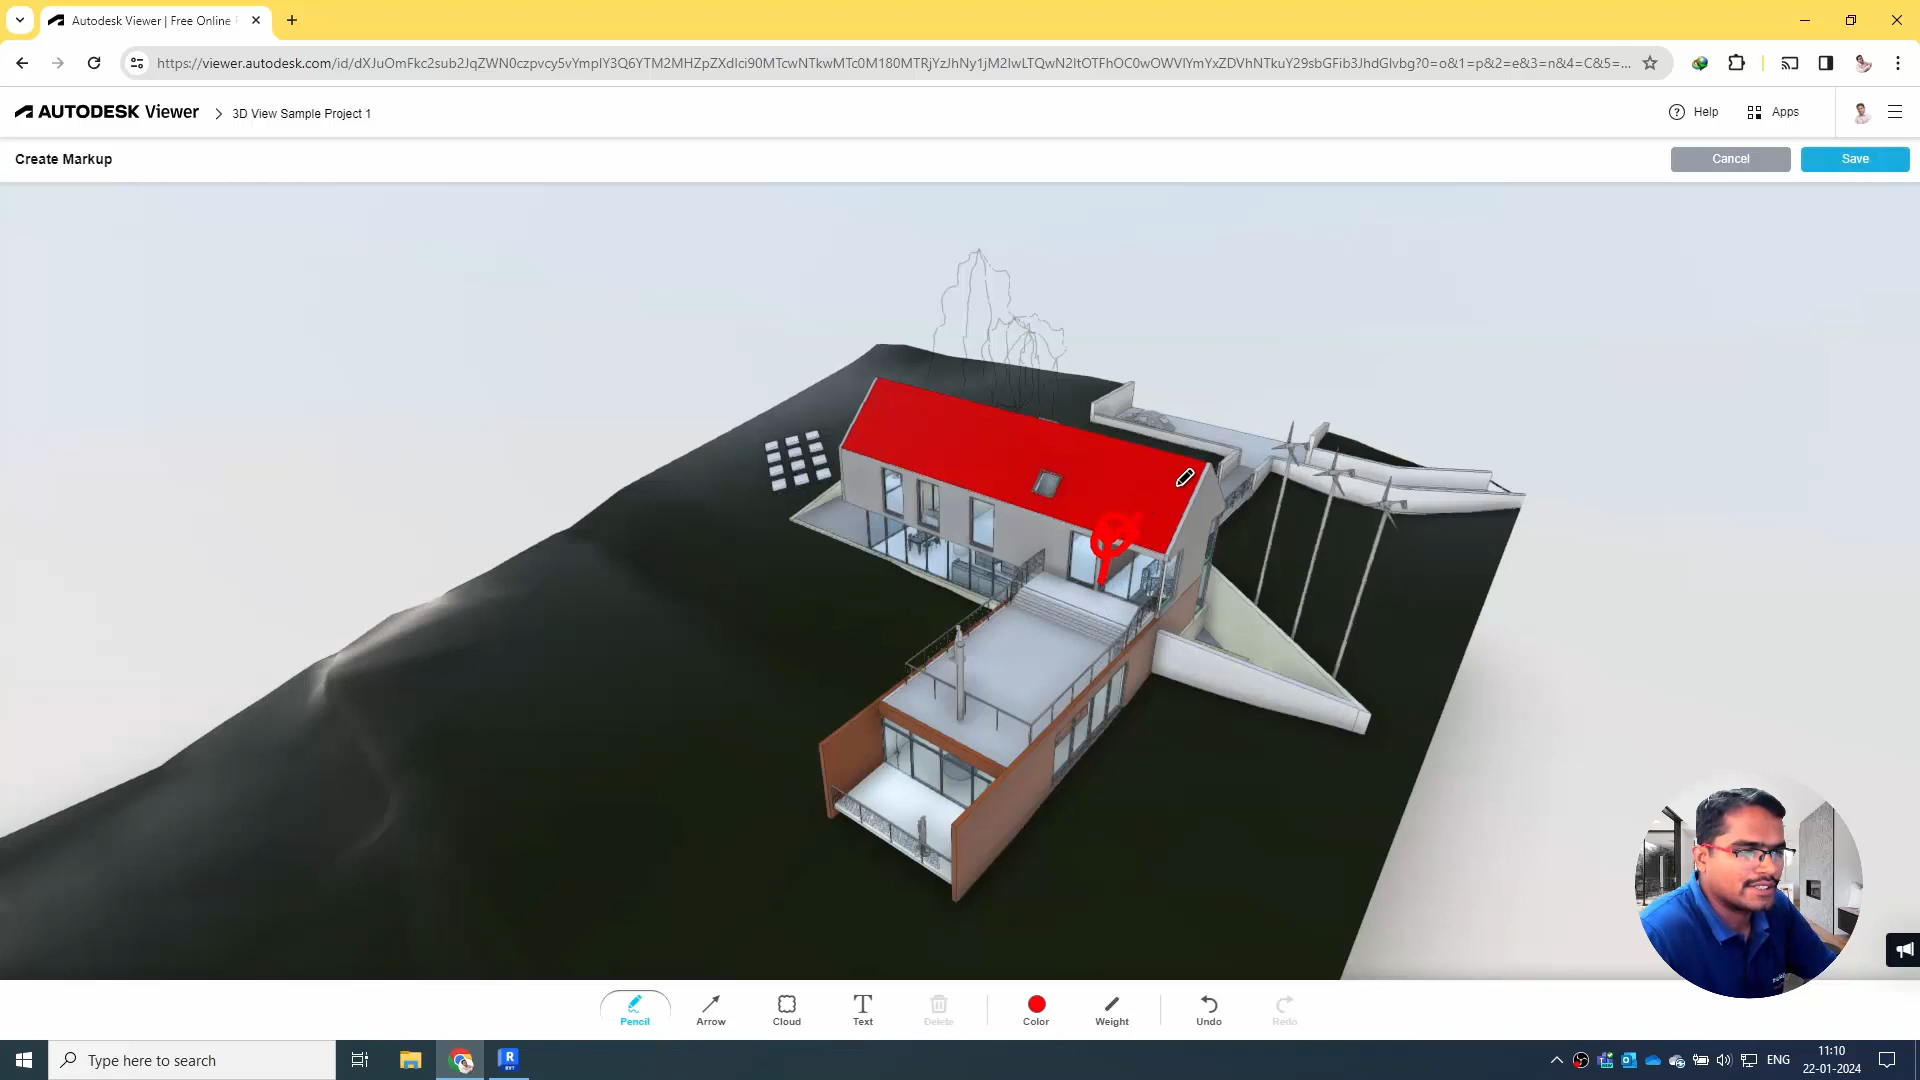 Autodesk Viewer | Free Online
https://viewer.autodesk.com/id/dXJuOmFkc2sub2JqZWN0czpvcy5vYmplY3Q6YTM2MHZpZXdlci90MTcwNTkwMTc0M180MTRjYzJhNy1jM2IwLTQwN2ItOTFhOC0wOWVlYmYxZDVhNTkuY29sbGFib3JhdGlvbg?0=o&1=p&2=e&3=n&4=C&5=...
AUTODESK Viewer
3D View Sample Project 1
Help
Apps
Create Markup
Cancel
Save
Pencil
Arrow
Cloud
Text
Delete
Color
Weight
Undo
Redo
Type here to search
ENG
11:10
22-01-2024